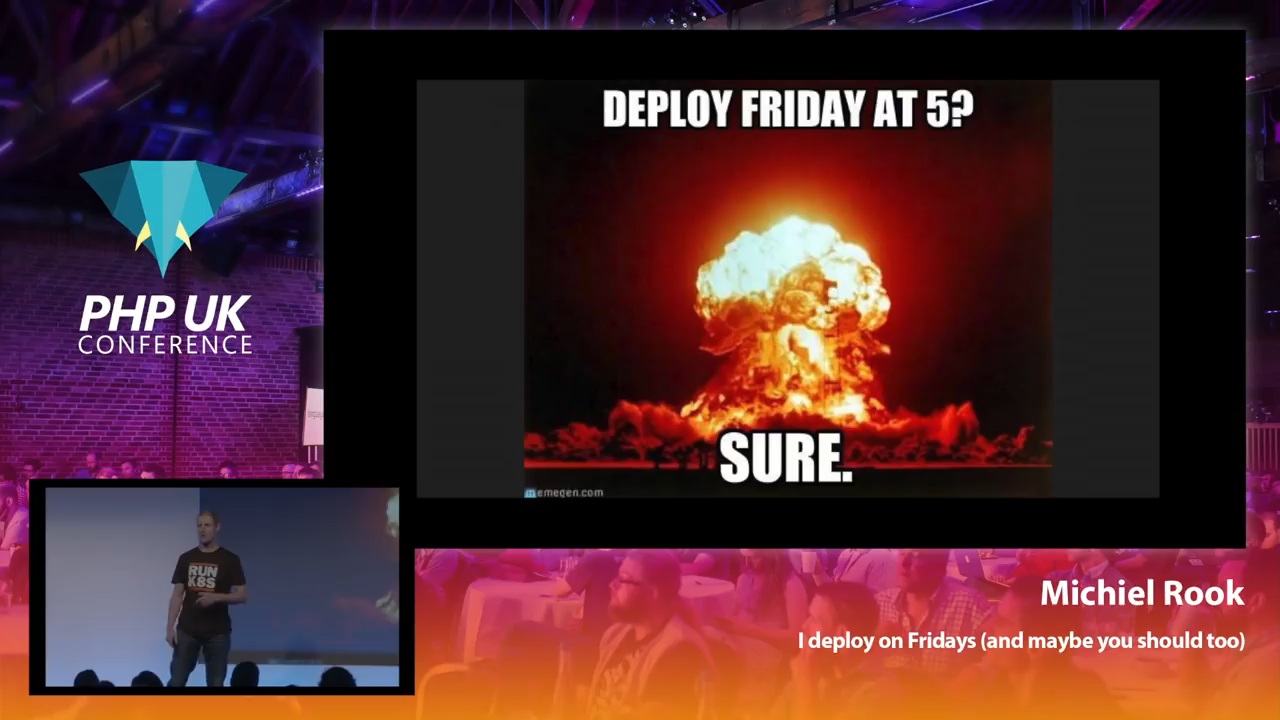 DEPLOY FRIDAY AT 5?
SURE.
memegen.com
PHP UK
CONFERENCE
RUN
K8S
Michiel Rook
I deploy on Fridays (and maybe you should too)